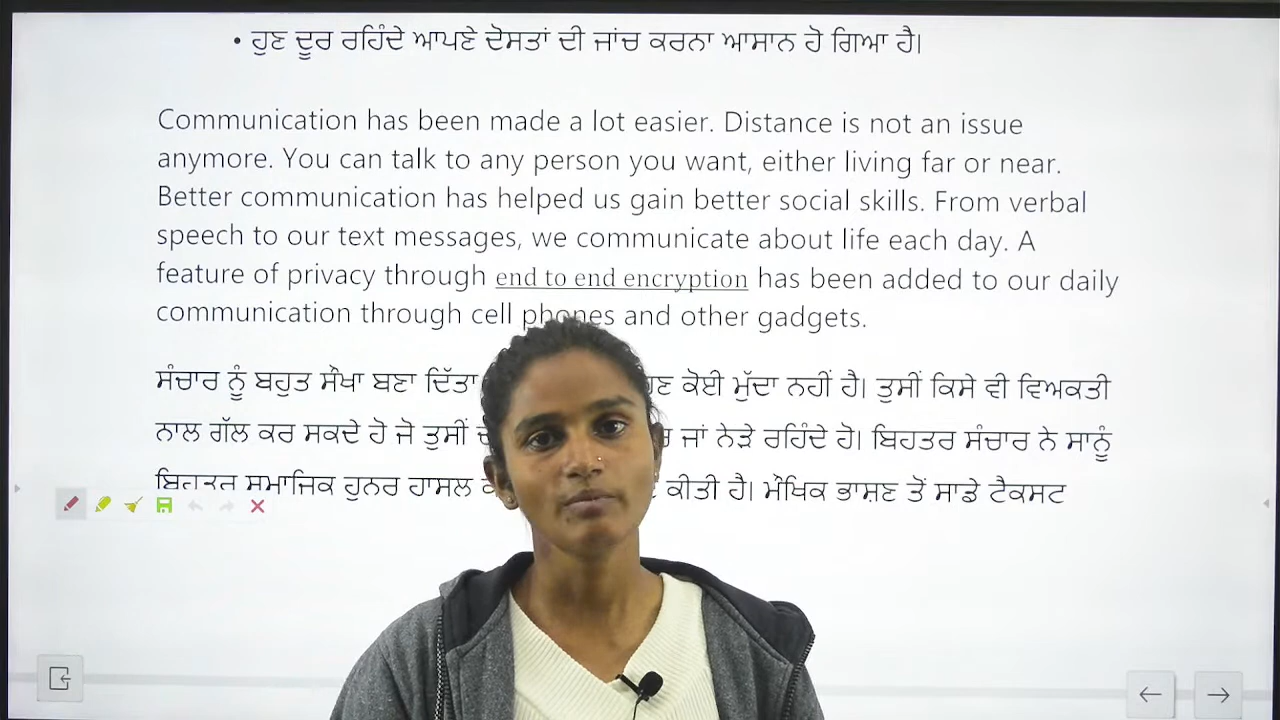 • ਹੁਣ ਦੂਰ ਰਹਿੰਦੇ ਆਪਣੇ ਦੋਸਤਾਂ ਦੀ ਜਾਂਚ ਕਰਨਾ ਆਸਾਨ ਹੋ ਗਿਆ ਹੈ।
Communication has been made a lot easier. Distance is not an issue
anymore. You can talk to any person you want, either living far or near.
Better communication has helped us gain better social skills. From verbal
speech to our text messages, we communicate about life each day. A
feature of privacy through end to end encryption has been added to our daily
communication through cell phones and other gadgets.
ਸੰਚਾਰ ਨੂੰ ਬਹੁਤ ਸੌਖਾ ਬਣਾ ਦਿੱਤਾ ਕੋਈ ਮੁੱਦਾ ਨਹੀਂ ਹੈ। ਤੁਸੀਂ ਕਿਸੇ ਵੀ ਵਿਅਕਤੀ
ਨਾਲ ਗੱਲ ਕਰ ਸਕਦੇ ਹੋ ਜੋ ਤੁਸੀਂ ਜਾਂ ਨੇੜੇ ਰਹਿੰਦੇ ਹੋ। ਬਿਹਤਰ ਸੰਚਾਰ ਨੇ ਸਾਨੂੰ
ਬਿਹਤਰ ਸਮਾਜਿਕ ਹੁਨਰ ਹਾਸਲ ਕੀਤੀ ਹੈ। ਮੌਖਿਕ ਭਾਸ਼ਣ ਤੋਂ ਸਾਡੇ ਟੈਕਸਟ